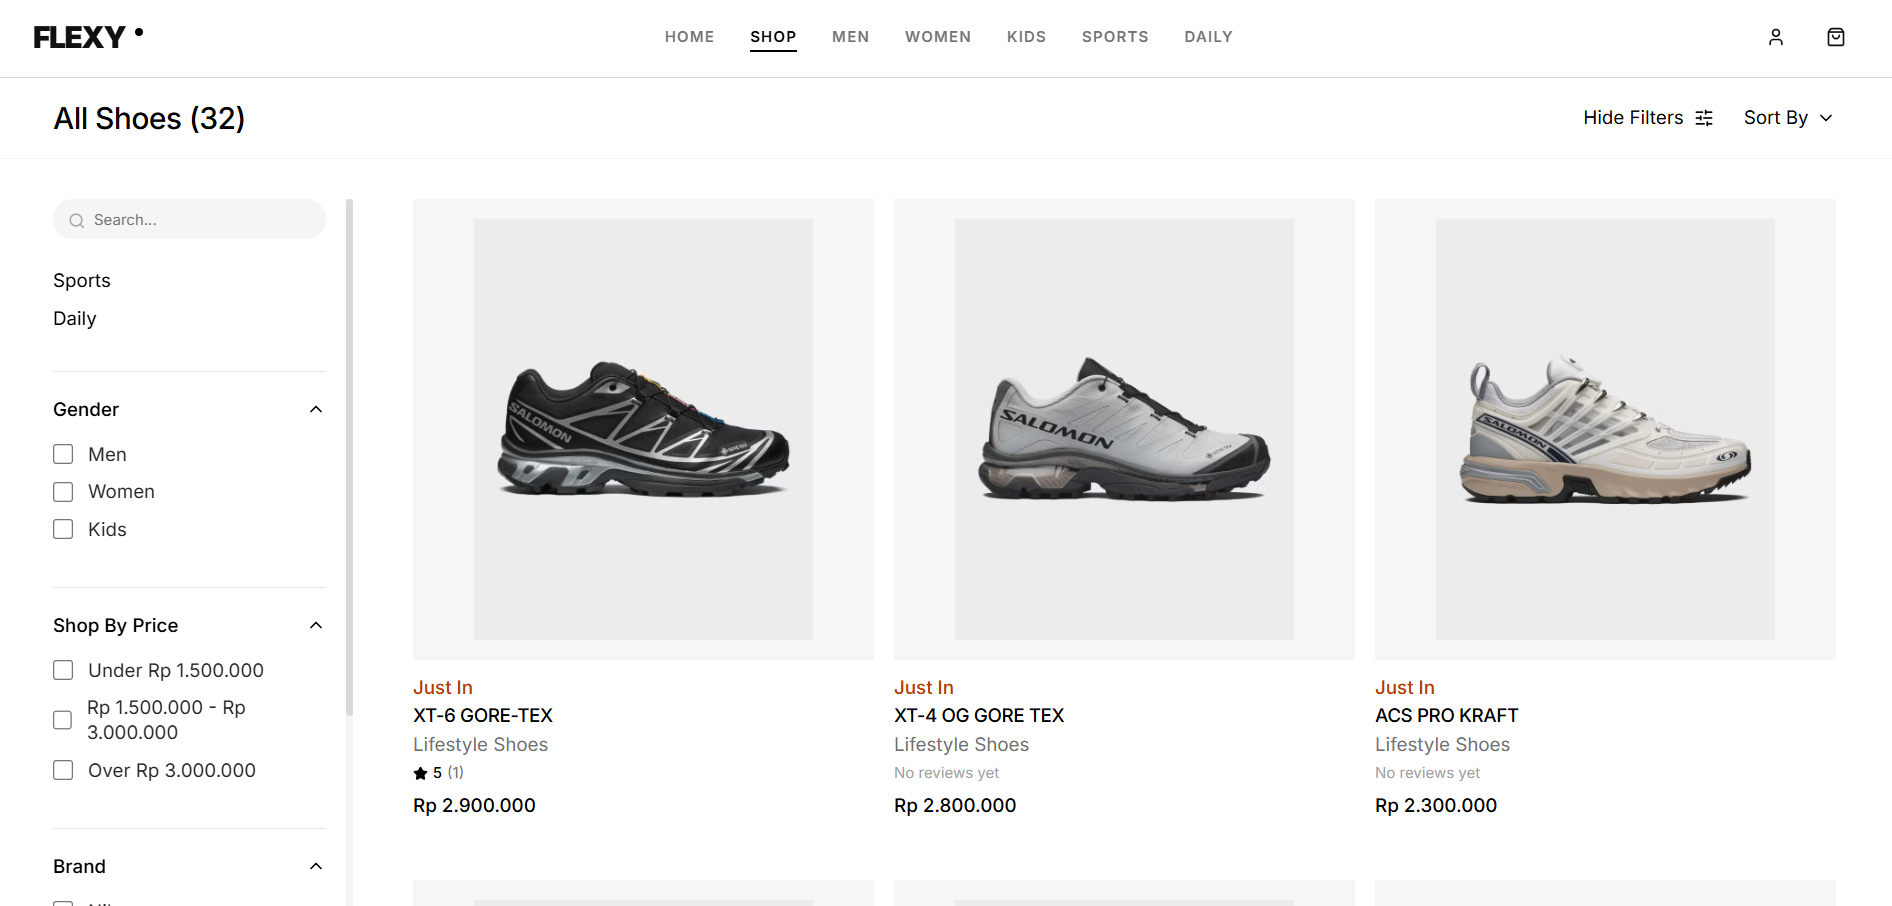 FLEXY
HOME SHOP MEN WOMEN KIDS SPORTS DAILY
All Shoes (32)
Hide Filters
Sort By
Search...
Sports
Daily
Gender
Men
Women
Kids
Shop By Price
Under Rp 1.500.000
Rp 1.500.000 - Rp
3.000.000
Over Rp 3.000.000
Brand
SALOMON
Just In
XT-6 GORE-TEX
Lifestyle Shoes
5 (1)
Rp 2.900.000
SALOMON
Just In
XT-4 OG GORE TEX
Lifestyle Shoes
No reviews yet
Rp 2.800.000
SALOMON
Just In
ACS PRO KRAFT
Lifestyle Shoes
No reviews yet
Rp 2.300.000